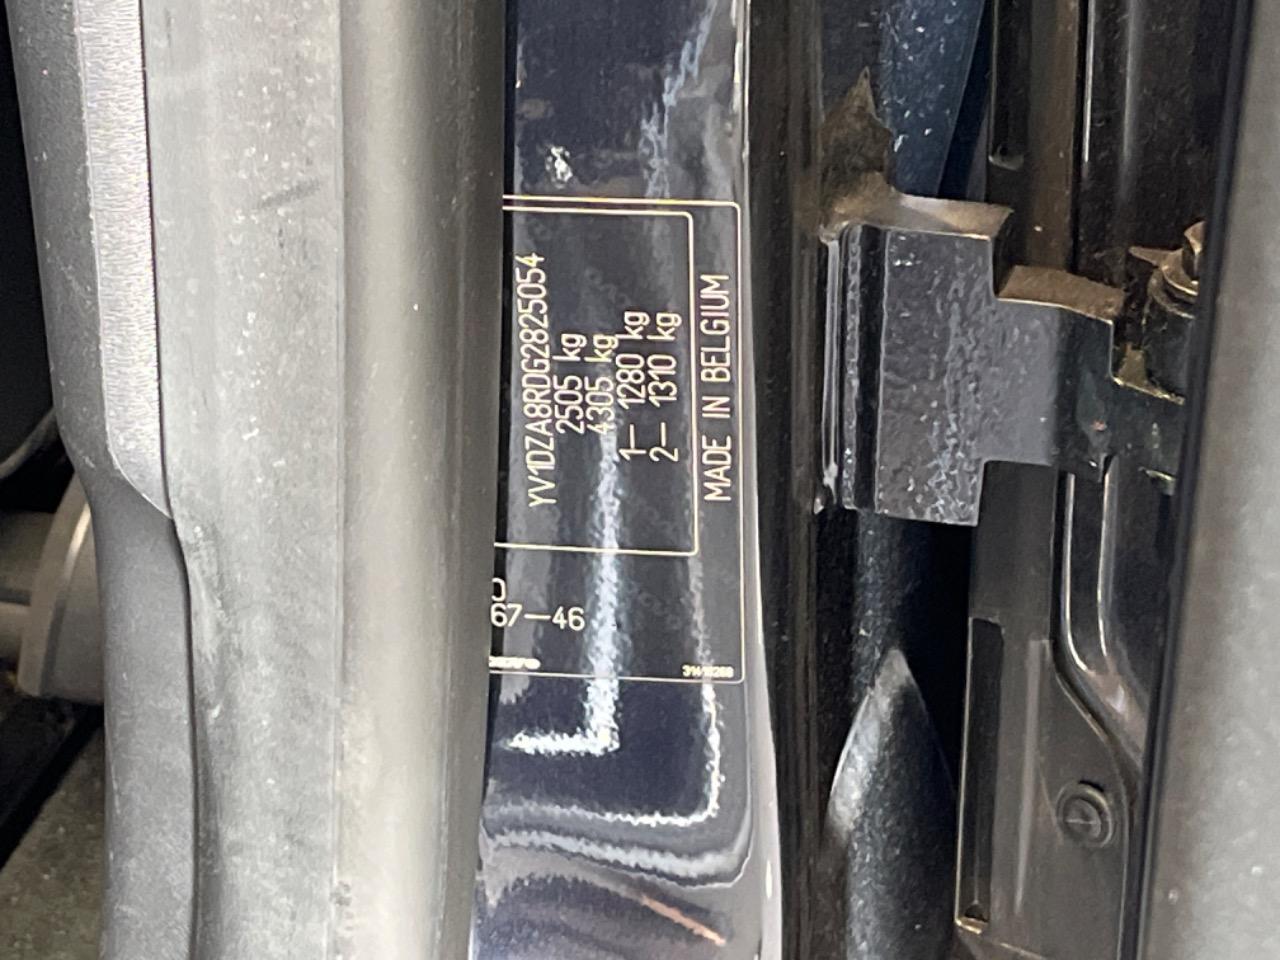 YV1DZA8RDG2825054
2505 kg
4305 kg
1– 1280 kg
2– 1310 kg
MADE IN BELGIUM
67–46